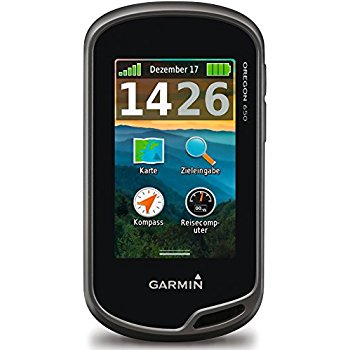 Dezember 17
14 26
OREGON 650
Karte
Zieleingabe
Kompass
Reisecomp-
uter
GARMIN